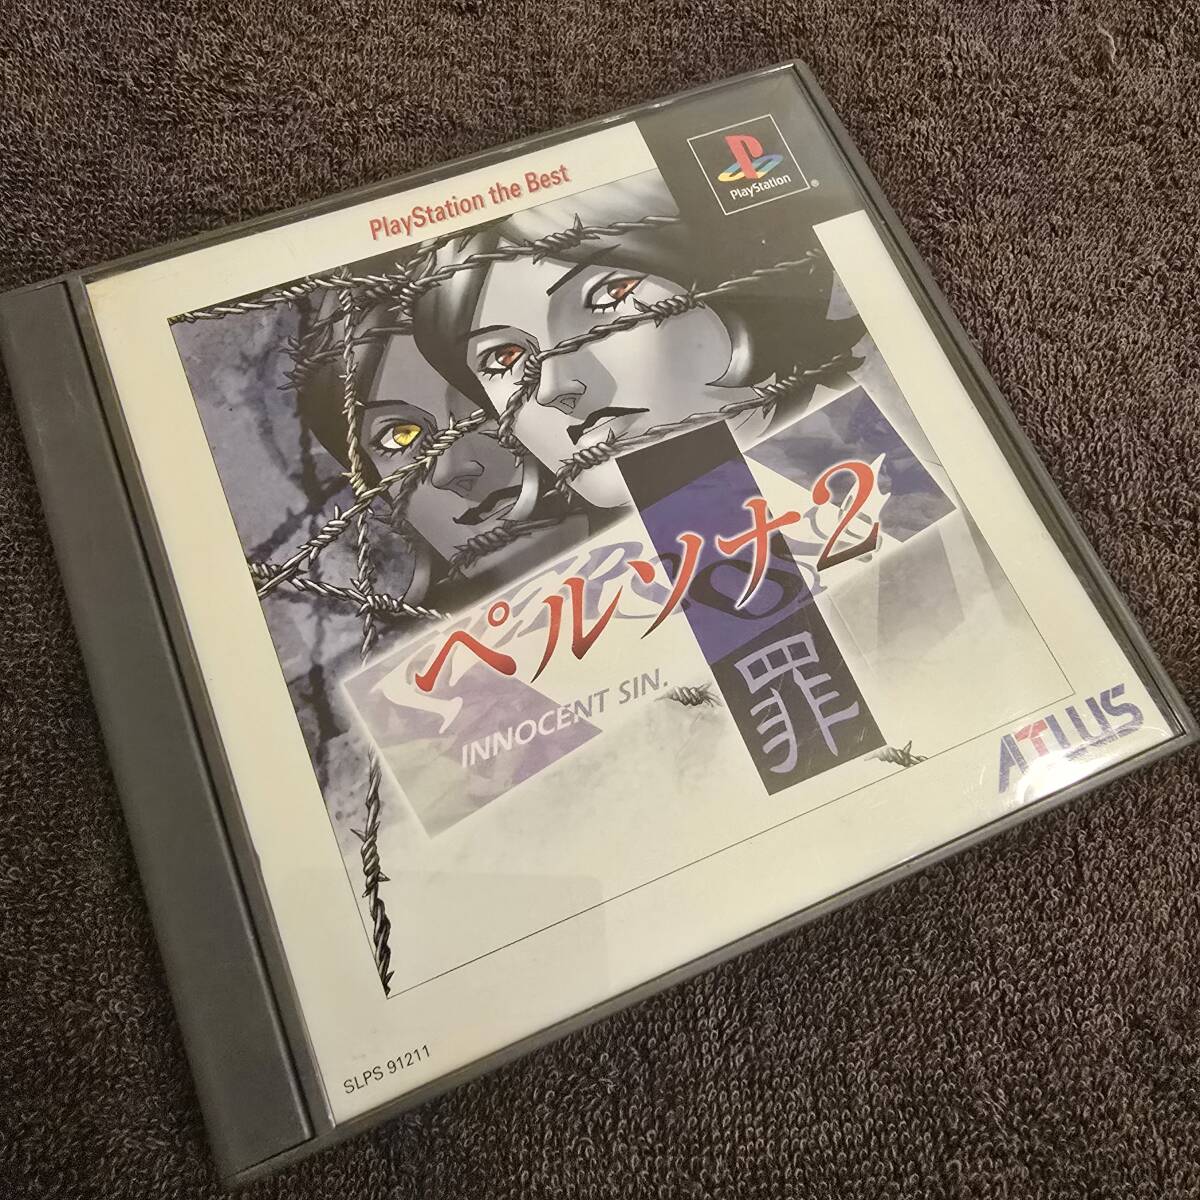 PlayStation the Best
PlayStation
®
ペルソナ2
INNOCENT SIN.
罪
ATLUS
SLPS 91211